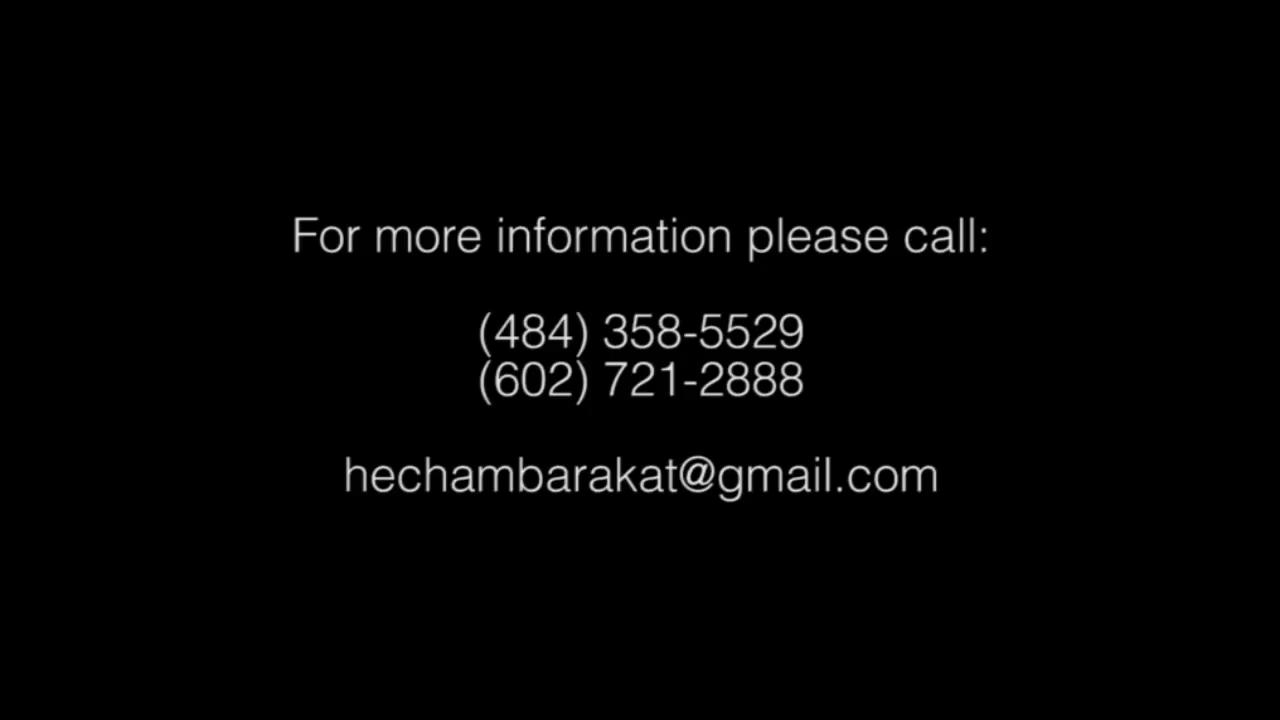 For more information please call:
(484) 358-5529
(602) 721-2888
hechambarakat@gmail.com